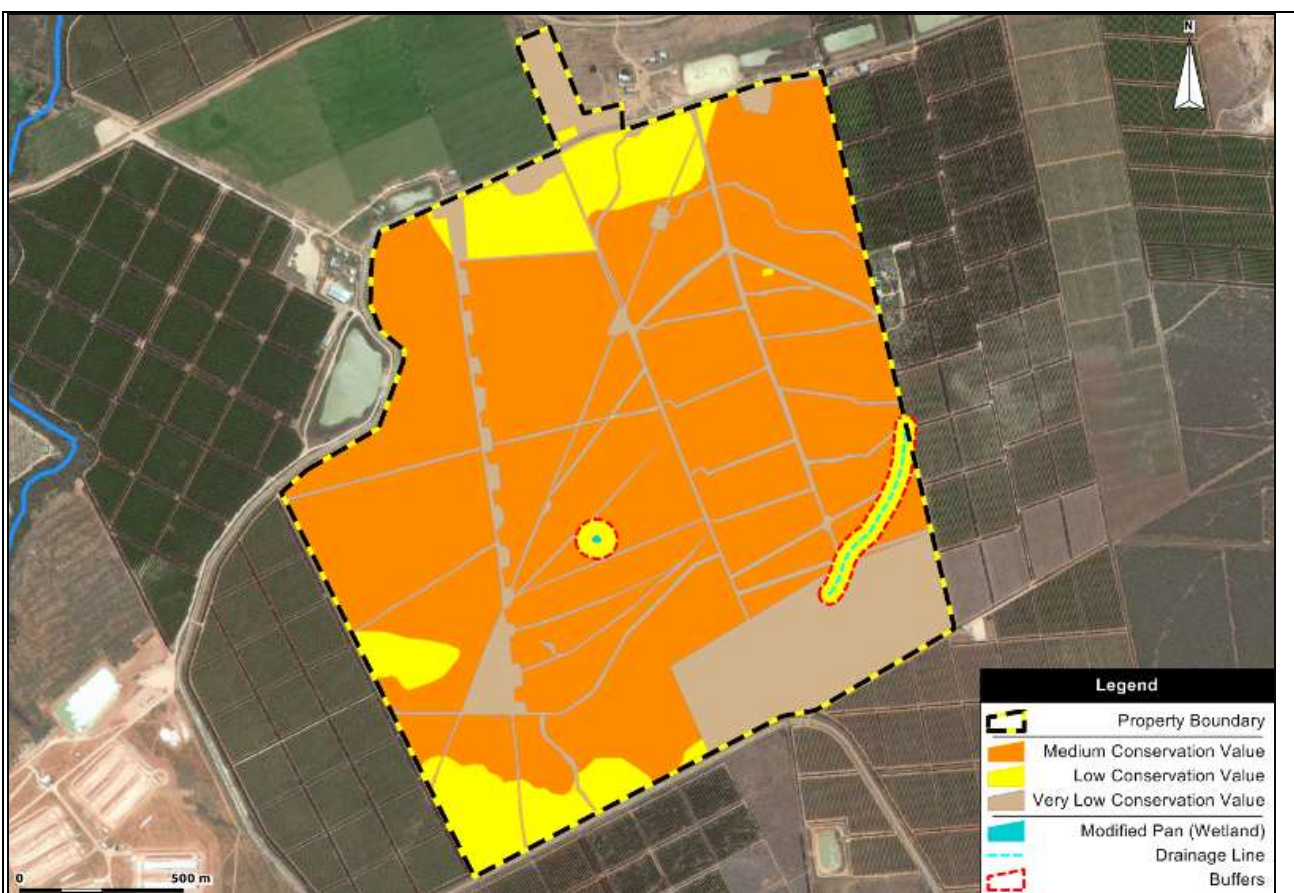 N
Legend
Property Boundary
Medium Conservation Value
Low Conservation Value
Very Low Conservation Value
Modified Pan (Wetland)
Drainage Line
Buffers
0 500 m